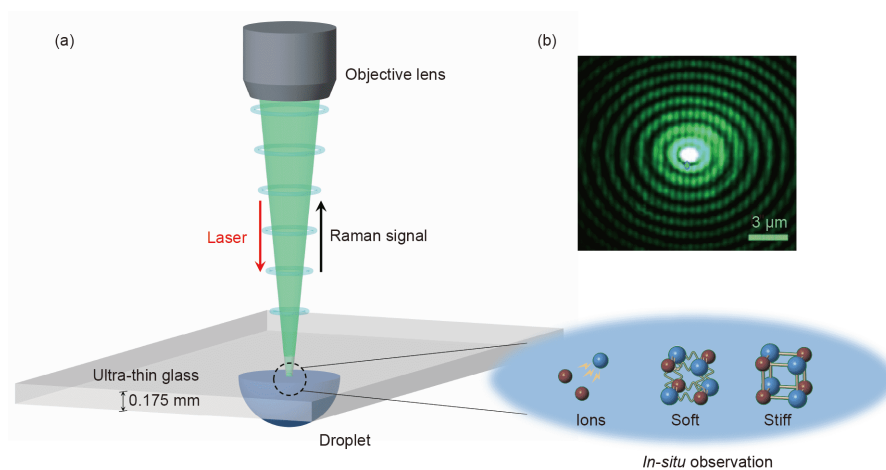 (a)
Objective lens
Laser
Raman signal
Ultra-thin glass
0.175 mm
Droplet
(b)
3 μm
Ions
Soft
Stiff
In-situ observation